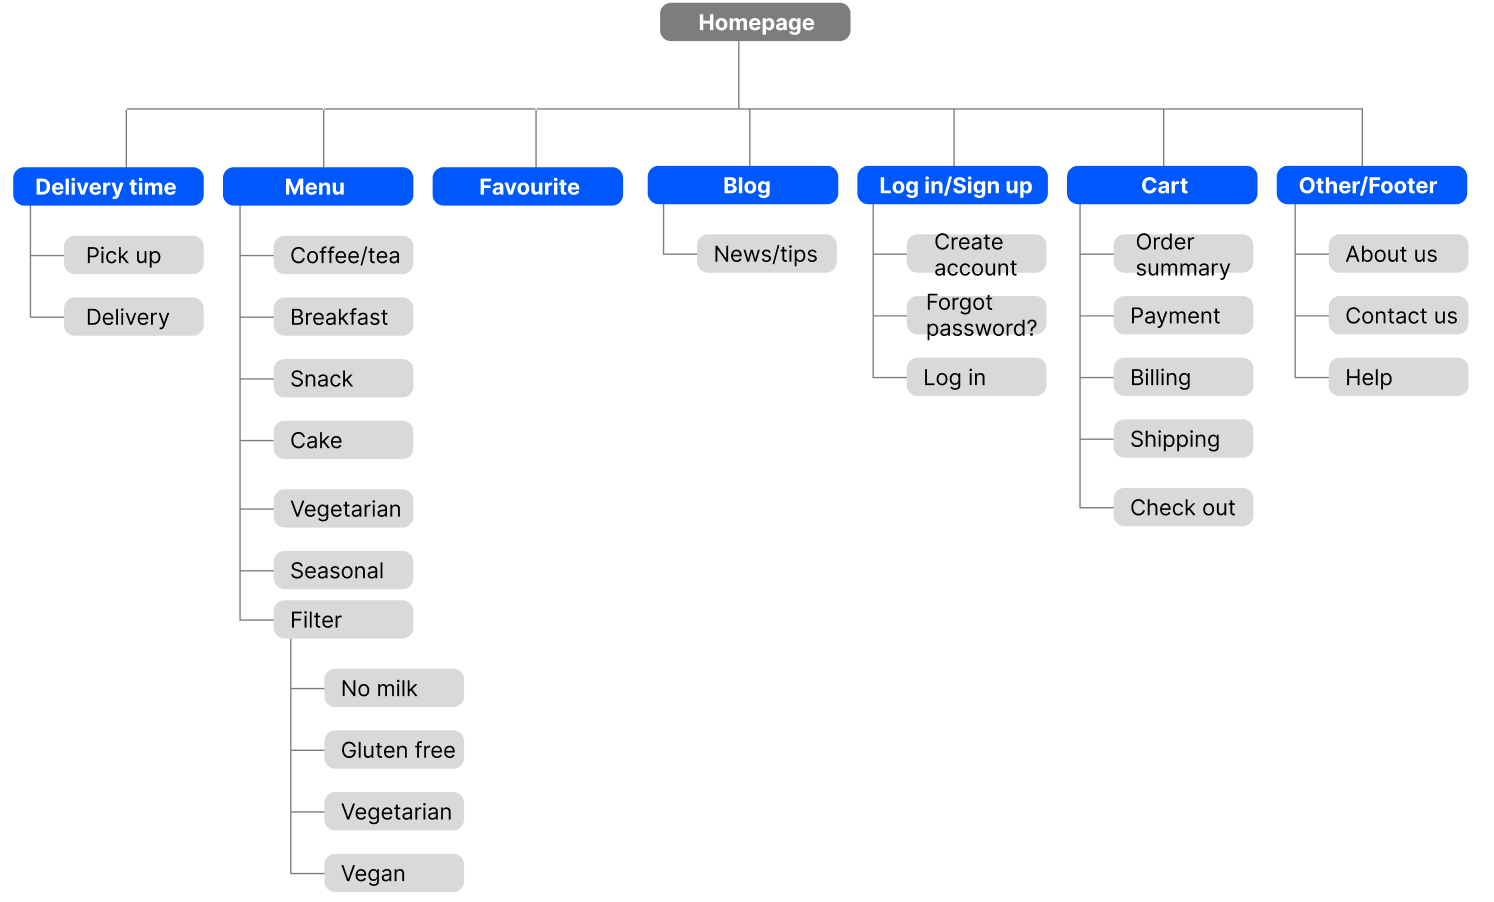 Homepage
Delivery time
Menu
Favourite
Blog
Log in/Sign up
Cart
Other/Footer
Pick up
Delivery
Coffee/tea
Breakfast
Snack
Cake
Vegetarian
Seasonal
Filter
No milk
Gluten free
Vegetarian
Vegan
News/tips
Create
account
Forgot
password?
Log in
Order
summary
Payment
Billing
Shipping
Check out
About us
Contact us
Help